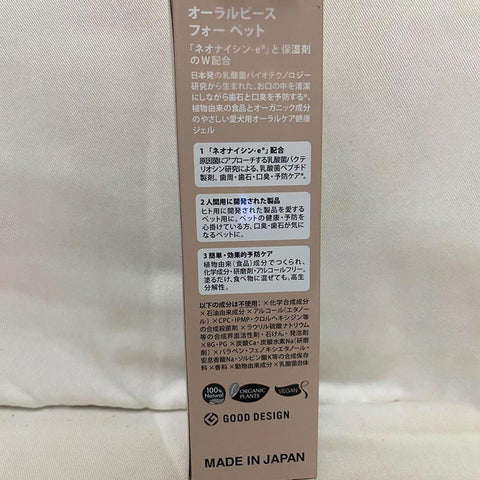 オーラルピース
フォー ペット
「ネオナイシン-e®」と保湿剤
のW配合
日本発の乳酸菌バイオテクノロジー
研究から生まれた、お口の中を清潔
にしながら歯石と口臭を予防する*、
植物由来の食品とオーガニック成分
のやさしい愛犬用オーラルケア健康
ジェル
1 「ネオナイシン-e®」配合
原因菌にアプローチする乳酸菌バクテ
リオシン研究による、乳酸菌ペプチド
製剤。歯周・歯石・口臭・予防ケア*。
2 人間用に開発された製品
ヒト用に開発された製品を愛する
ペット用に。ペットの健康・予防を
心掛けている方、口臭・歯石が気に
なるペットに。
3 簡単・効果的予防ケア
植物由来(食品)成分でつくられ、
化学成分・研磨剤・アルコールフリー。
塗るだけ、食べ物に混ぜても。高生
分解性。
以下の成分は不使用：×化学合成成分
×石油由来成分 ×アルコール(エタノー
ル) ×CPC・IPMP・クロルヘキシジン等
の合成殺菌剤 ×ラウリル硫酸ナトリウム
等の合成界面活性剤・石けん・発泡剤
×BG・PG ×炭酸Ca・炭酸水素Na(研磨
剤) ×パラベン・フェノキシエタノール・
安息香酸Na・ソルビン酸K等の合成保存
料 ×香料 ×動物由来成分 ×乳酸菌自体
100%
Natural
ORGANIC
PLANTS
VEGAN
GOOD DESIGN
MADE IN JAPAN